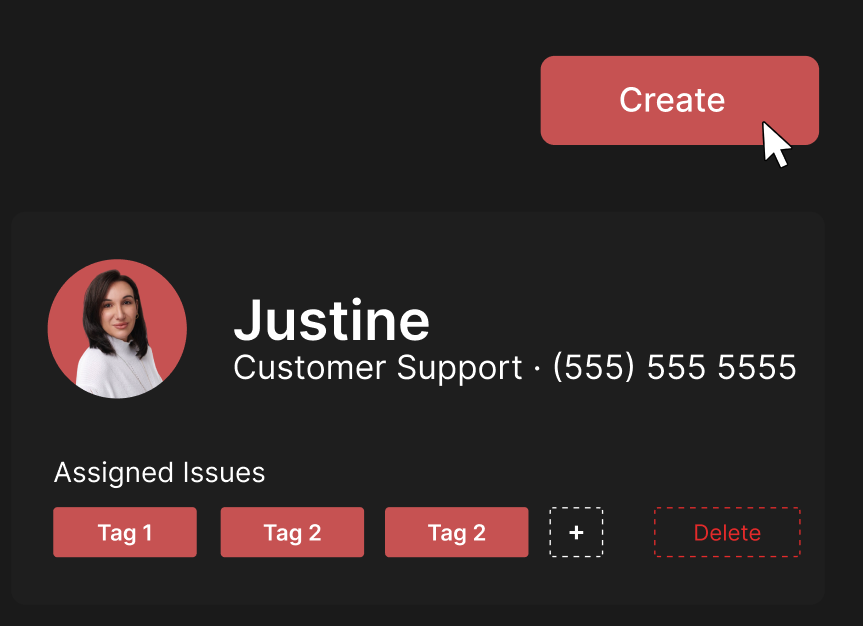 Create
Justine
Customer Support · (555) 555 5555
Assigned Issues
Tag 1 Tag 2 Tag 2 + Delete